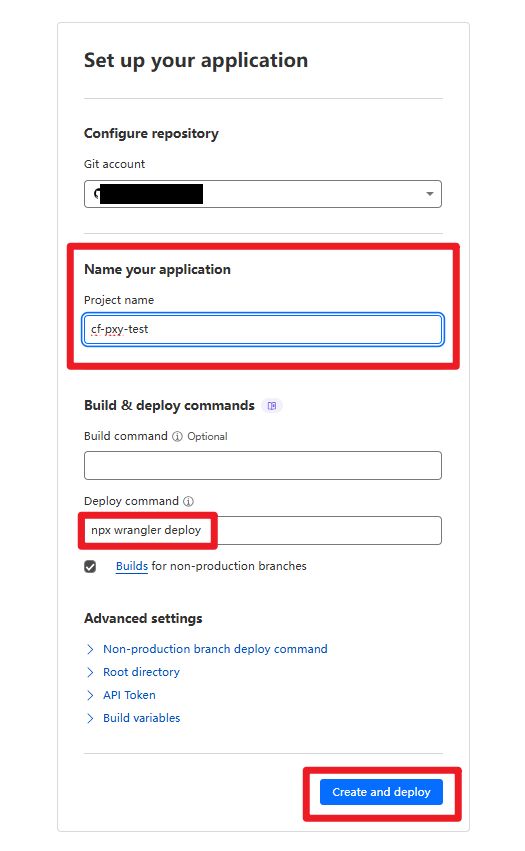 Set up your application
Configure repository
Git account
Name your application
Project name
cf-pxy-test
Build & deploy commands
Build command Optional
Deploy command
npx wrangler deploy
Builds for non-production branches
Advanced settings
Non-production branch deploy command
Root directory
API Token
Build variables
Create and deploy